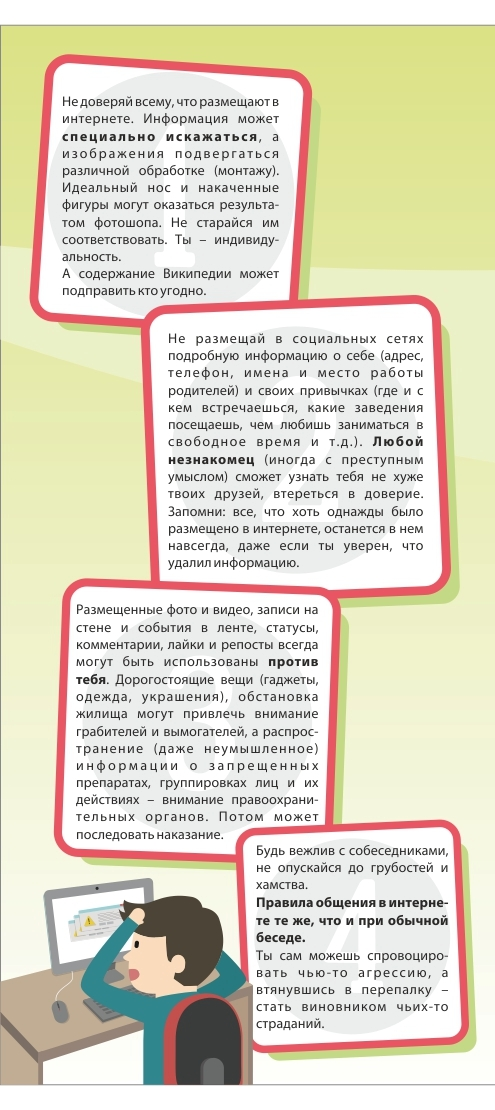 1
Не доверяй всему, что размещают в
интернете. Информация может
специально искажаться, а
изображения подвергаться
различной обработке (монтажу).
Идеальный нос и накаченные
фигуры могут оказаться результа-
том фотошопа. Не старайся им
соответствовать. Ты – индивиду-
альность.
А содержание Википедии может
подправить кто угодно.
2
Не размещай в социальных сетях
подробную информацию о себе (адрес,
телефон, имена и место работы
родителей) и своих привычках (где и с
кем встречаешься, какие заведения
посещаешь, чем любишь заниматься в
свободное время и т.д.). Любой
незнакомец (иногда с преступным
умыслом) сможет узнать тебя не хуже
твоих друзей, втереться в доверие.
Запомни: все, что хоть однажды было
размещено в интернете, останется в нем
навсегда, даже если ты уверен, что
удалил информацию.
3
Размещенные фото и видео, записи на
стене и события в ленте, статусы,
комментарии, лайки и репосты всегда
могут быть использованы против
тебя. Дорогостоящие вещи (гаджеты,
одежда, украшения), обстановка
жилища могут привлечь внимание
грабителей и вымогателей, а распрос-
транение (даже неумышленное)
информации о запрещенных
препаратах, группировках лиц и их
действиях – внимание правоохрани-
тельных органов. Потом может
последовать наказание.
4
Будь вежлив с собеседниками,
не опускайся до грубостей и
хамства.
Правила общения в интерне-
те те же, что и при обычной
беседе.
Ты сам можешь спровоциро-
вать чью-то агрессию, а
втянувшись в перепалку –
стать виновником чьих-то
страданий.